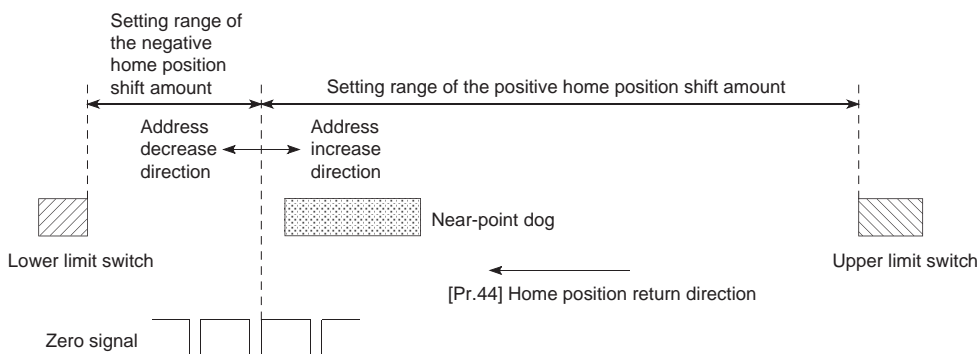 Setting range of
the negative
home position
shift amount
Setting range of the positive home position shift amount
Address
decrease
direction
Address
increase
direction
Near-point dog
Lower limit switch
Upper limit switch
[Pr.44] Home position return direction
Zero signal